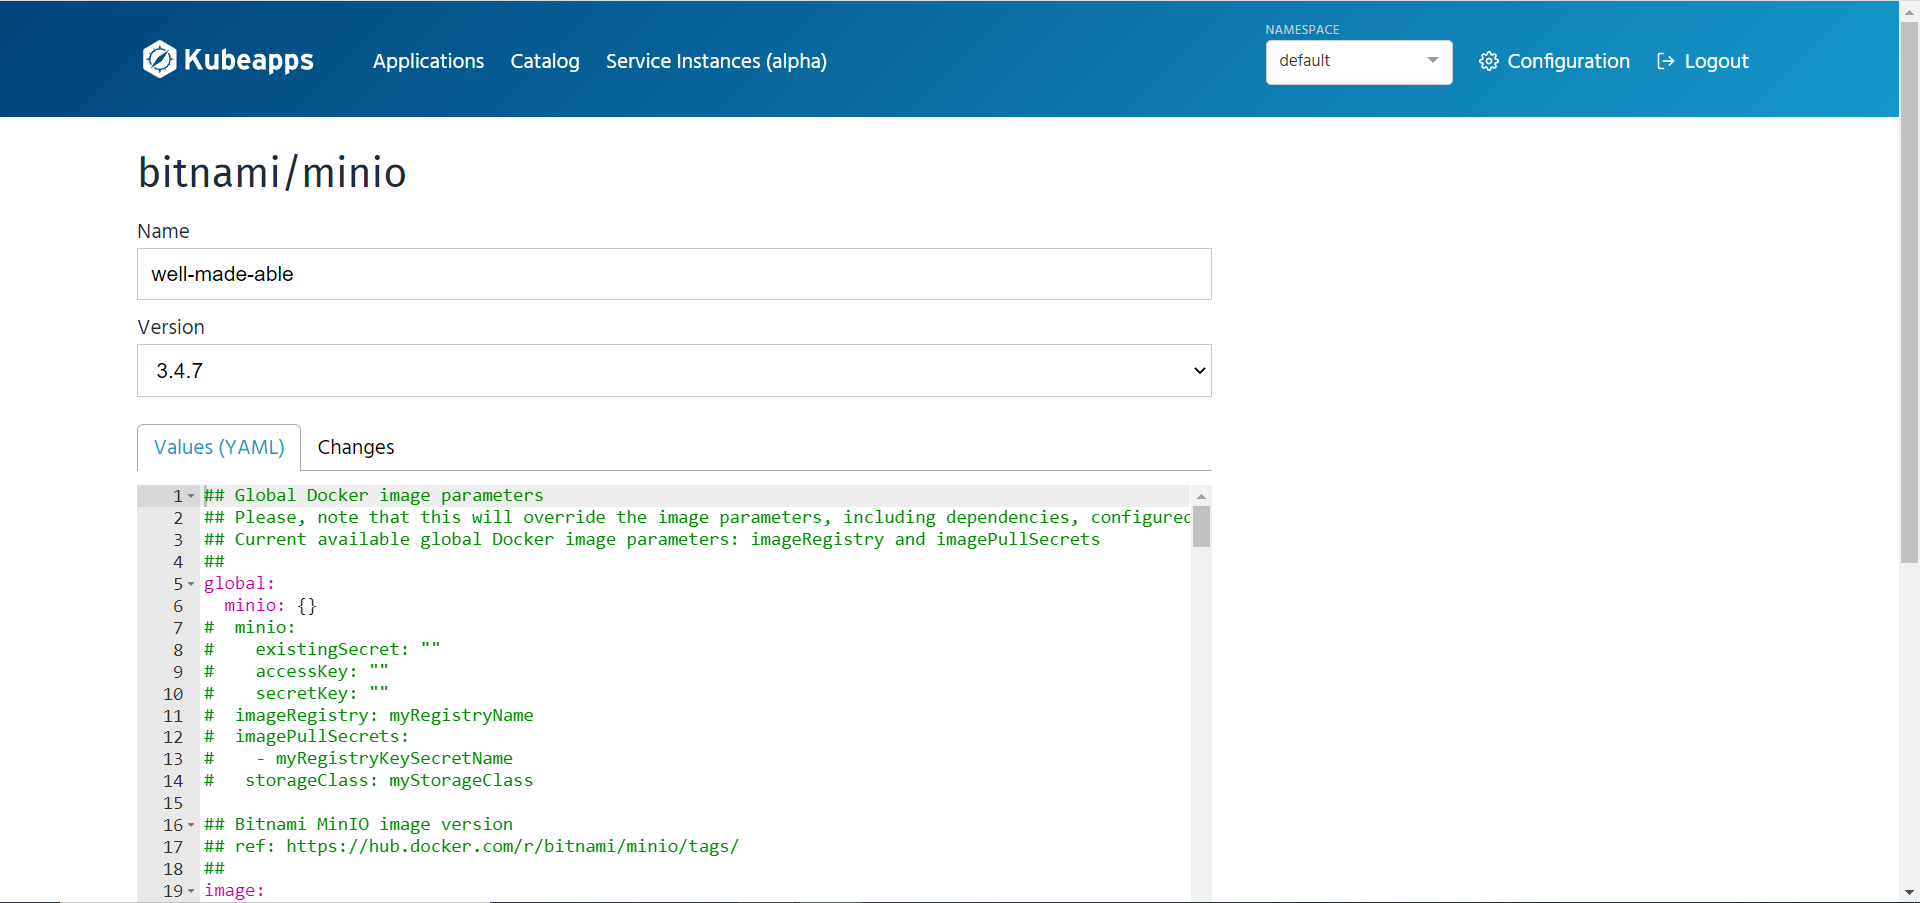 Kubeapps
Applications
Catalog
Service Instances (alpha)
NAMESPACE
default
Configuration
Logout
bitnami/minio
Name
well-made-able
Version
3.4.7
Values (YAML)
Changes
1 ## Global Docker image parameters
2 ## Please, note that this will override the image parameters, including dependencies, configured
3 ## Current available global Docker image parameters: imageRegistry and imagePullSecrets
4 ##
5 global:
6   minio: {}
7 #  minio:
8 #    existingSecret: ""
9 #    accessKey: ""
10 #    secretKey: ""
11 #  imageRegistry: myRegistryName
12 #  imagePullSecrets:
13 #    - myRegistryKeySecretName
14 #   storageClass: myStorageClass
15
16 ## Bitnami MinIO image version
17 ## ref: https://hub.docker.com/r/bitnami/minio/tags/
18 ##
19 image: